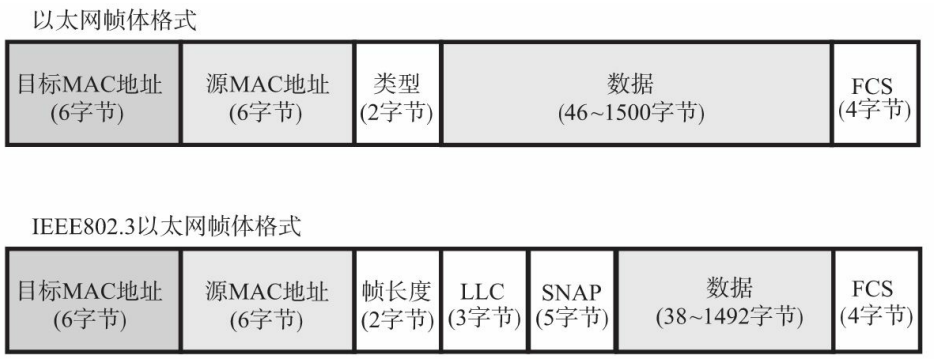 以太网帧体格式
目标MAC地址 源MAC地址 类型 数据 FCS
(6字节) (6字节) (2字节) (46~1500字节) (4字节)
IEEE802.3以太网帧体格式
目标MAC地址 源MAC地址 帧长度 LLC SNAP 数据 FCS
(6字节) (6字节) (2字节) (3字节) (5字节) (38~1492字节) (4字节)